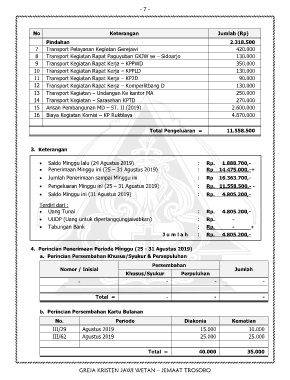 - 7 -
No Keterangan Jumlah (Rp)
Pindahan 2.318.500
7 Transport Pelayanan Kegiatan Gerejawi 420.000
8 Transport Kegiatan Rapat Paguyuban GKJW se – Sidoarjo 130.000
9 Transport Kegiatan Rapat Kerja – KPPWD 350.000
10 Transport Kegiatan Rapat Kerja – KPPLD 130.000
11 Transport Kegiatan Rapat Kerja – KP2D 90.000
12 Transport Kegiatan Rapat Kerja – Komperlitbang D 130.000
13 Transport Kegiatan – Undangan Ke kantor MA 250.000
14 Transport Kegiatan – Sarasehan KPTD 270.000
15 Arisan Pembangunan MD – ST. II (2019) 2.600.000
16 Biaya Kegiatan Komisi – KP Ruktilaya 4.870.000
Total Pengeluaran = 11.558.500
3. Keterangan
• Saldo Minggu lalu (24 Agustus 2019) : Rp. 1.888.700,-
• Penerimaan Minggu ini (25 – 31 Agustus 2019) : Rp 14.475.000,-+
• Jumlah Penerimaan sampai Minggu ini : Rp 16.363.700,-
• Pengeluaran Minggu ini (25 – 31 Agustus 2019) : Rp. 11.558.500,- -
• Saldo Minggu ini (31 Agustus 2019) : Rp. 4.805.200,-
Terdiri dari :
• Uang Tunai : Rp. 4.805.200,-
• UUDP (Uang untuk dipertanggungjawabkan) : Rp. -
• Tabungan Bank : Rp. - +
J u m l a h : Rp. 4.805.200,-
4. Perincian Penerimaan Periode Minggu (25 - 31 Agustus 2019)
a. Perincian Persembahan Khusus/Syukur & Perpuluhan
Nomor / Inisial Persembahan Jumlah
Khusus/Syukur Perpuluhan
- - - -
Total = - - -
b. Perincian Persembahan Kartu Bulanan
No. Periode Diakonia Kematian
III/29 Agustus 2019 15.000 10.000
III/62 Agustus 2019 25.000 25.000
Total = 40.000 35.000
GREJA KRISTEN JAWI WETAN – JEMAAT TROSOBO